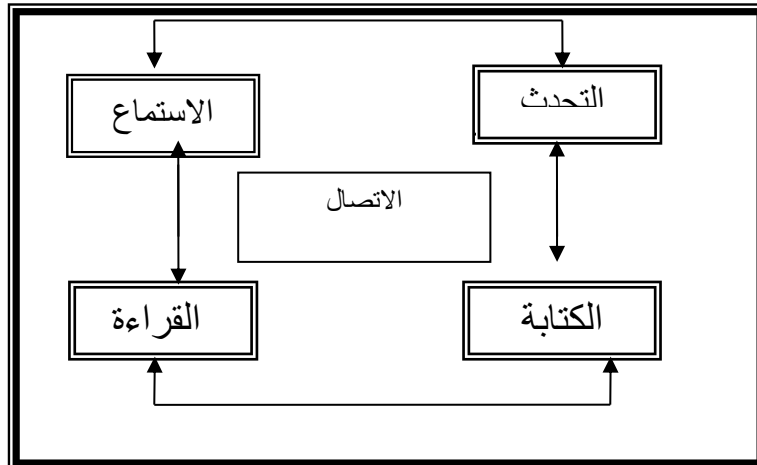 الاستماع
التحدث
الاتصال
القراءة
الكتابة